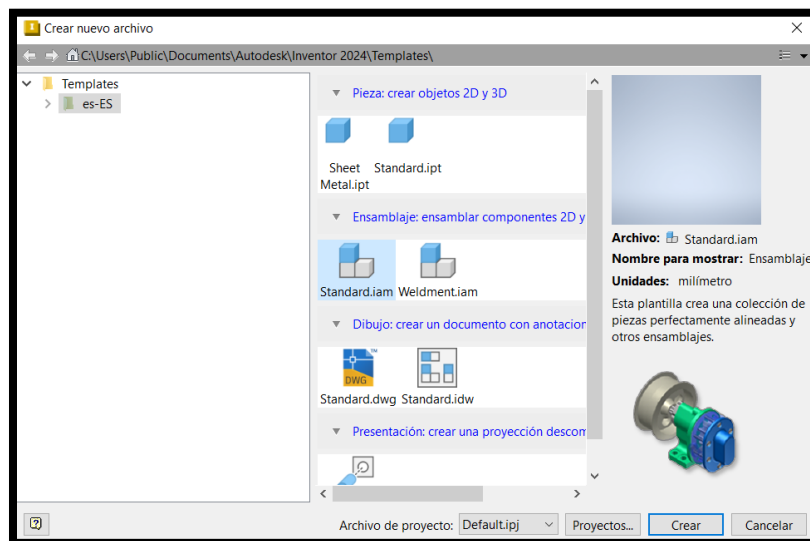 Crear nuevo archivo
C:\Users\Public\Documents\Autodesk\Inventor 2024\Templates\
Templates
es-ES
Pieza: crear objetos 2D y 3D
Sheet Metal.ipt
Standard.ipt
Ensamblaje: ensamblar componentes 2D y
Standard.iam
Weldment.iam
Dibujo: crear un documento con anotacion
DWG
Standard.dwg
Standard.idw
Presentación: crear una proyección descom
Archivo: Standard.iam
Nombre para mostrar: Ensamblaje
Unidades: milímetro
Esta plantilla crea una colección de
piezas perfectamente alineadas y
otros ensamblajes.
Archivo de proyecto: Default.ipj
Proyectos...
Crear
Cancelar